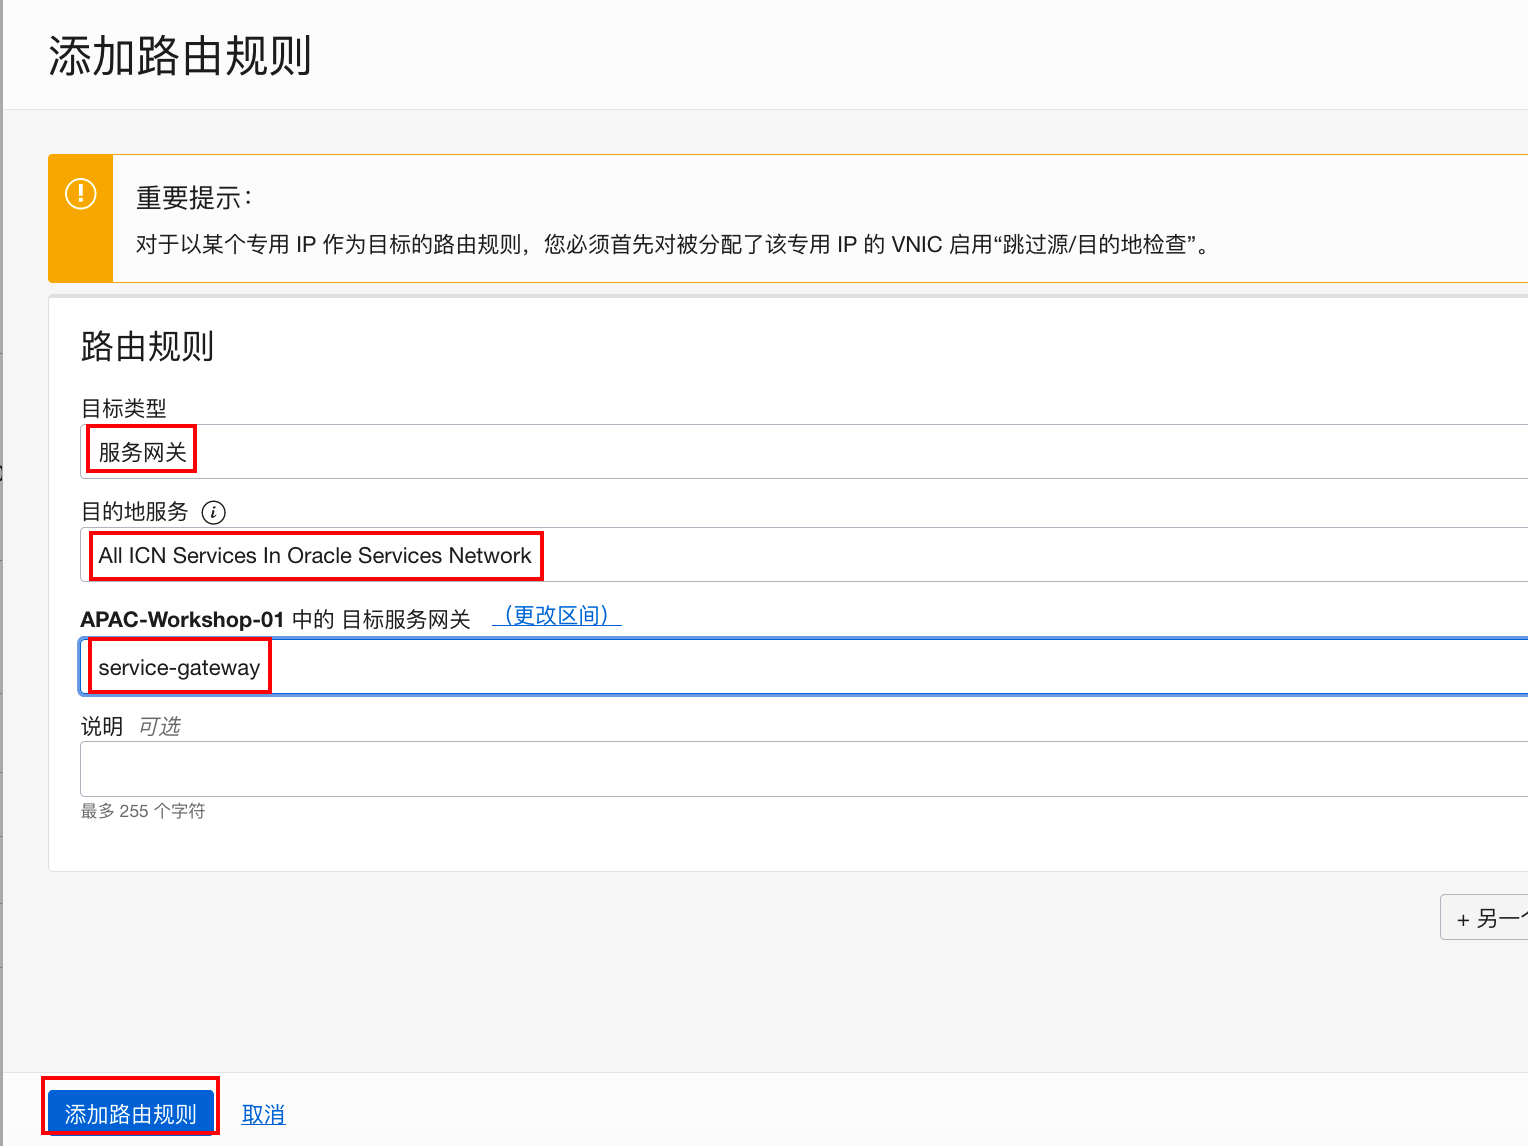 添加路由规则
重要提示：
对于以某个专用 IP 作为目标的路由规则，您必须首先对被分配了该专用 IP 的 VNIC 启用“跳过源/目的地检查”。
路由规则
目标类型
服务网关
目的地服务
All ICN Services In Oracle Services Network
APAC-Workshop-01 中的 目标服务网关 （更改区间）
service-gateway
说明 可选
最多 255 个字符
+ 另一
添加路由规则 取消